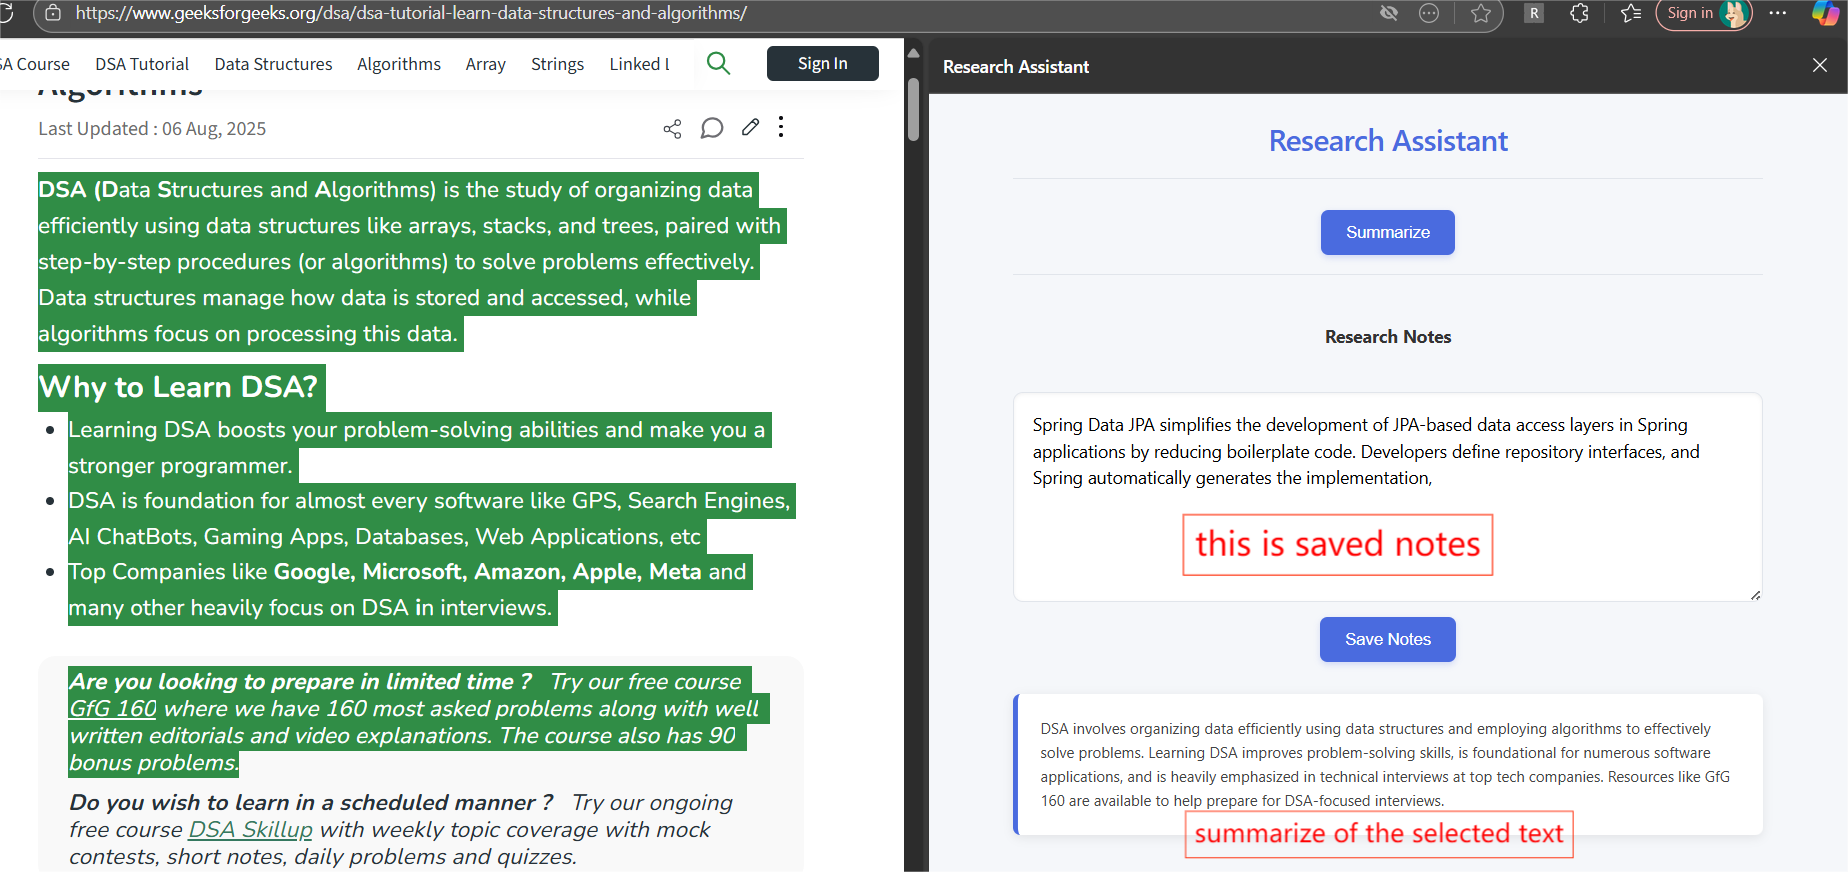 https://www.geeksforgeeks.org/dsa/dsa-tutorial-learn-data-structures-and-algorithms/
R
Sign in
SA Course DSA Tutorial Data Structures Algorithms Array Strings Linked L
Sign In
Algorithms
Last Updated : 06 Aug, 2025
DSA (Data Structures and Algorithms) is the study of organizing data
efficiently using data structures like arrays, stacks, and trees, paired with
step-by-step procedures (or algorithms) to solve problems effectively.
Data structures manage how data is stored and accessed, while
algorithms focus on processing this data.
Why to Learn DSA?
Learning DSA boosts your problem-solving abilities and make you a
stronger programmer.
DSA is foundation for almost every software like GPS, Search Engines,
AI ChatBots, Gaming Apps, Databases, Web Applications, etc
Top Companies like Google, Microsoft, Amazon, Apple, Meta and
many other heavily focus on DSA in interviews.
Are you looking to prepare in limited time ? Try our free course
GfG 160 where we have 160 most asked problems along with well
written editorials and video explanations. The course also has 90
bonus problems.
Do you wish to learn in a scheduled manner ? Try our ongoing
free course DSA Skillup with weekly topic coverage with mock
contests, short notes, daily problems and quizzes.
Research Assistant
Research Assistant
Summarize
Research Notes
Spring Data JPA simplifies the development of JPA-based data access layers in Spring
applications by reducing boilerplate code. Developers define repository interfaces, and
Spring automatically generates the implementation,
this is saved notes
Save Notes
DSA involves organizing data efficiently using data structures and employing algorithms to effectively
solve problems. Learning DSA improves problem-solving skills, is foundational for numerous software
applications, and is heavily emphasized in technical interviews at top tech companies. Resources like GfG
160 are available to help prepare for DSA-focused interviews.
summarize of the selected text